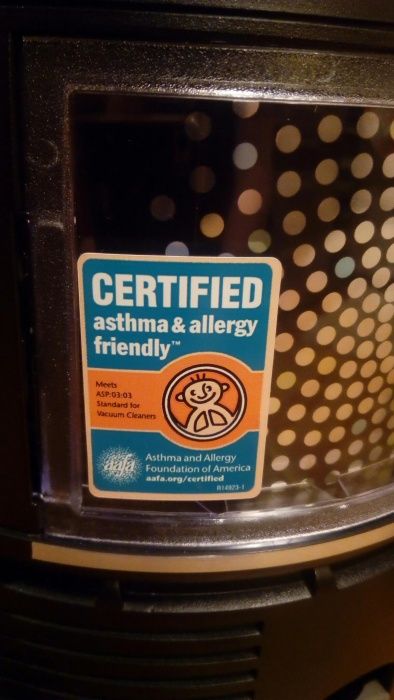 CERTIFIED
asthma & allergy
friendly™
Meets
ASP:03:03
Standard for
Vacuum Cleaners
aafa
Asthma and Allergy
Foundation of America
aafa.org/certified
R14923-1